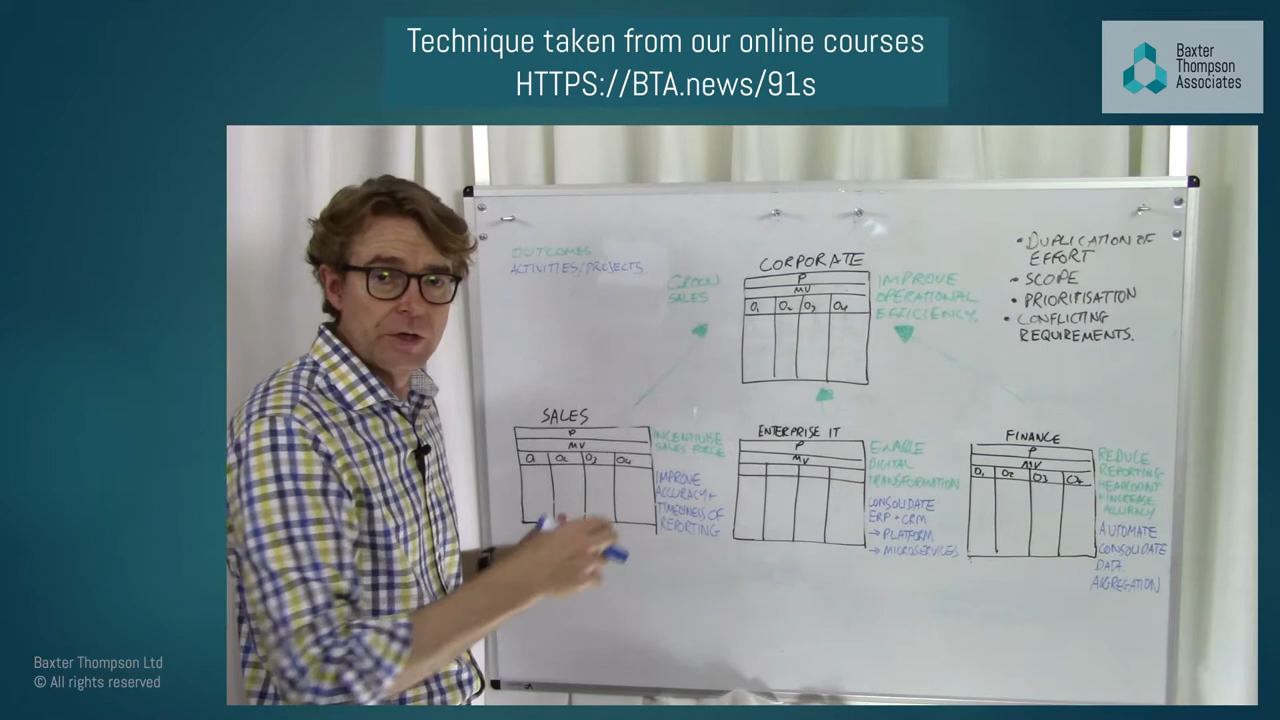 Technique taken from our online courses
HTTPS://BTA.news/91s
Baxter
Thompson
Associates
OUTCOMES
ACTIVITIES/PROJECTS
GROW
SALES
CORPORATE
P
MV
O1 O2 O3 O4
IMPROVE
OPERATIONAL
EFFICIENCY.
• DUPLICATION OF
EFFORT
• SCOPE
• PRIORITISATION
• CONFLICTING
REQUIREMENTS.
SALES
P
MV
O1 O2 O3 O4
INCENTIVISE
SALES FORCE
IMPROVE
ACCURACY +
TIMELINESS OF
REPORTING
ENTERPRISE IT
P
MV
ENABLE
DIGITAL
TRANSFORMATION
CONSOLIDATE
ERP + CRM
→ PLATFORM
→ MICROSERVICES
FINANCE
P
MV
O1 O2 O3 O4
REDUCE
REPORTING
HEADCOUNT
+ INCREASE
ACCURACY
AUTOMATE
CONSOLIDATE
DATA
AGGREGATION
Baxter Thompson Ltd
© All rights reserved